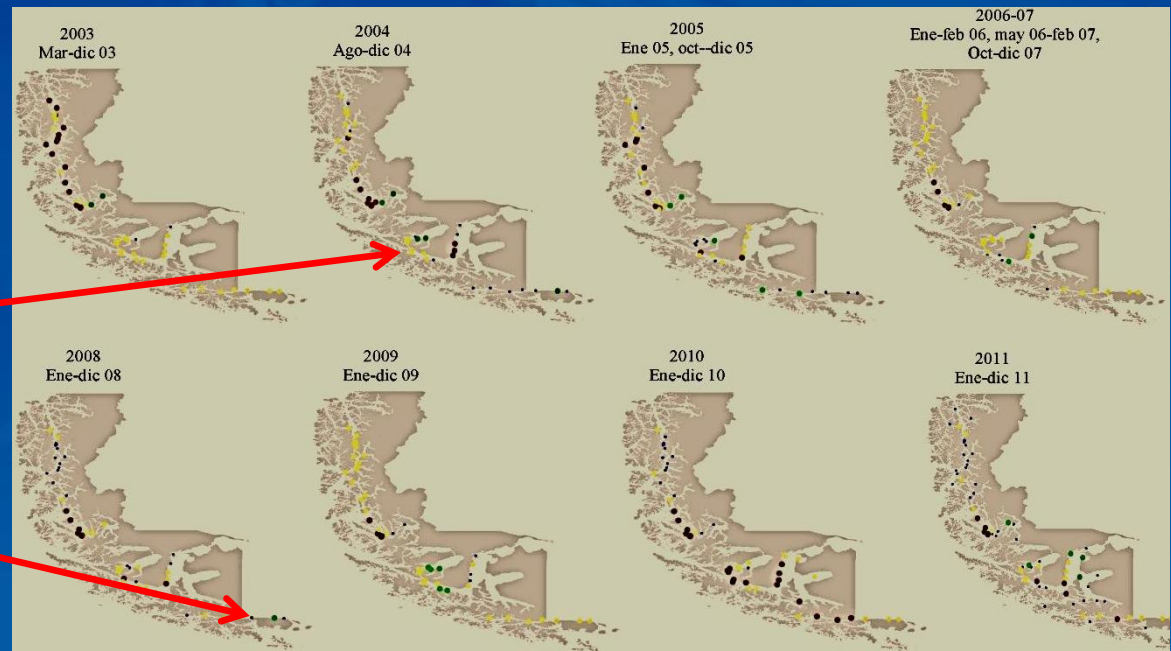 2003
Mar-dic 03
2004
Ago-dic 04
2005
Ene 05, oct--dic 05
2006-07
Ene-feb 06, may 06-feb 07,
Oct-dic 07
2008
Ene-dic 08
2009
Ene-dic 09
2010
Ene-dic 10
2011
Ene-dic 11